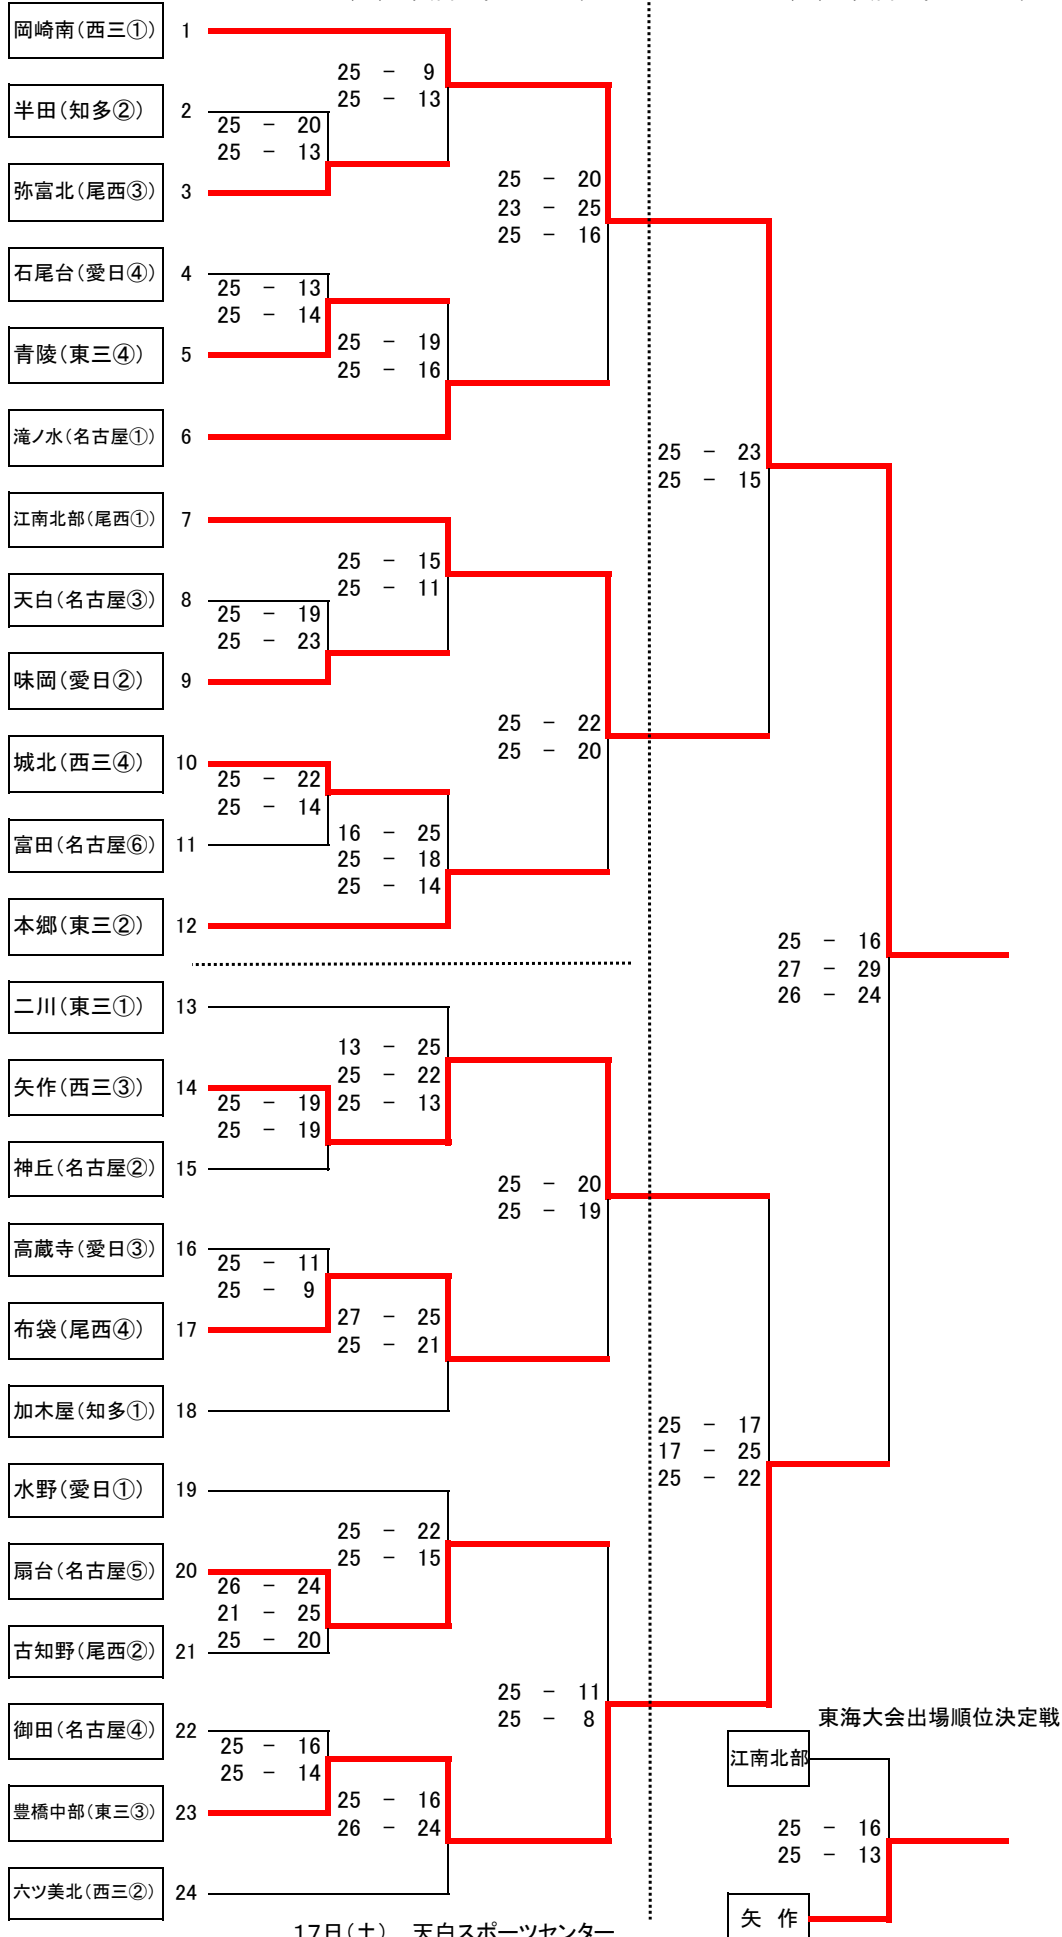 岡崎南(西三①) 1
25 - 9
25 - 13
半田(知多②) 2
25 - 20
25 - 13
弥富北(尾西③) 3
25 - 20
23 - 25
25 - 16
石尾台(愛日④) 4
25 - 13
25 - 14
青陵(東三④) 5
25 - 19
25 - 16
滝ノ水(名古屋①) 6
25 - 23
25 - 15
江南北部(尾西①) 7
25 - 15
25 - 11
天白(名古屋③) 8
25 - 19
25 - 23
味岡(愛日②) 9
25 - 22
25 - 20
城北(西三④) 10
25 - 22
25 - 14
富田(名古屋⑥) 11
16 - 25
25 - 18
25 - 14
本郷(東三②) 12
25 - 16
27 - 29
26 - 24
二川(東三①) 13
13 - 25
25 - 22
25 - 13
矢作(西三③) 14
25 - 19
25 - 19
神丘(名古屋②) 15
25 - 20
25 - 19
高蔵寺(愛日③) 16
25 - 11
25 - 9
布袋(尾西④) 17
27 - 25
25 - 21
加木屋(知多①) 18
25 - 17
17 - 25
25 - 22
水野(愛日①) 19
25 - 22
25 - 15
扇台(名古屋⑤) 20
26 - 24
21 - 25
25 - 20
古知野(尾西②) 21
25 - 11
25 - 8
御田(名古屋④) 22
25 - 16
25 - 14
豊橋中部(東三③) 23
25 - 16
26 - 24
六ツ美北(西三②) 24
東海大会出場順位決定戦
江南北部
25 - 16
25 - 13
矢 作
17日(土) 天白スポーツセンター